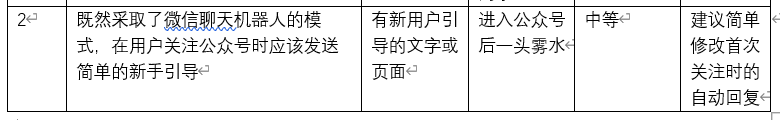 2
既然采取了微信聊天机器人的模
式，在用户关注公众号时应该发送
简单的新手引导
有新用户引
导的文字或
页面
进入公众号
后一头雾水
中等
建议简单
修改首次
关注时的
自动回复